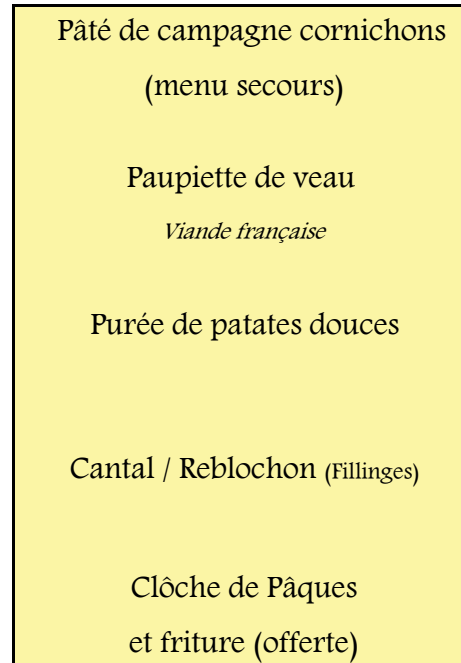 Pâté de campagne cornichons
(menu secours)
Paupiette de veau
Viande française
Purée de patates douces
Cantal / Reblochon (Fillinges)
Clôche de Pâques
et friture (offerte)